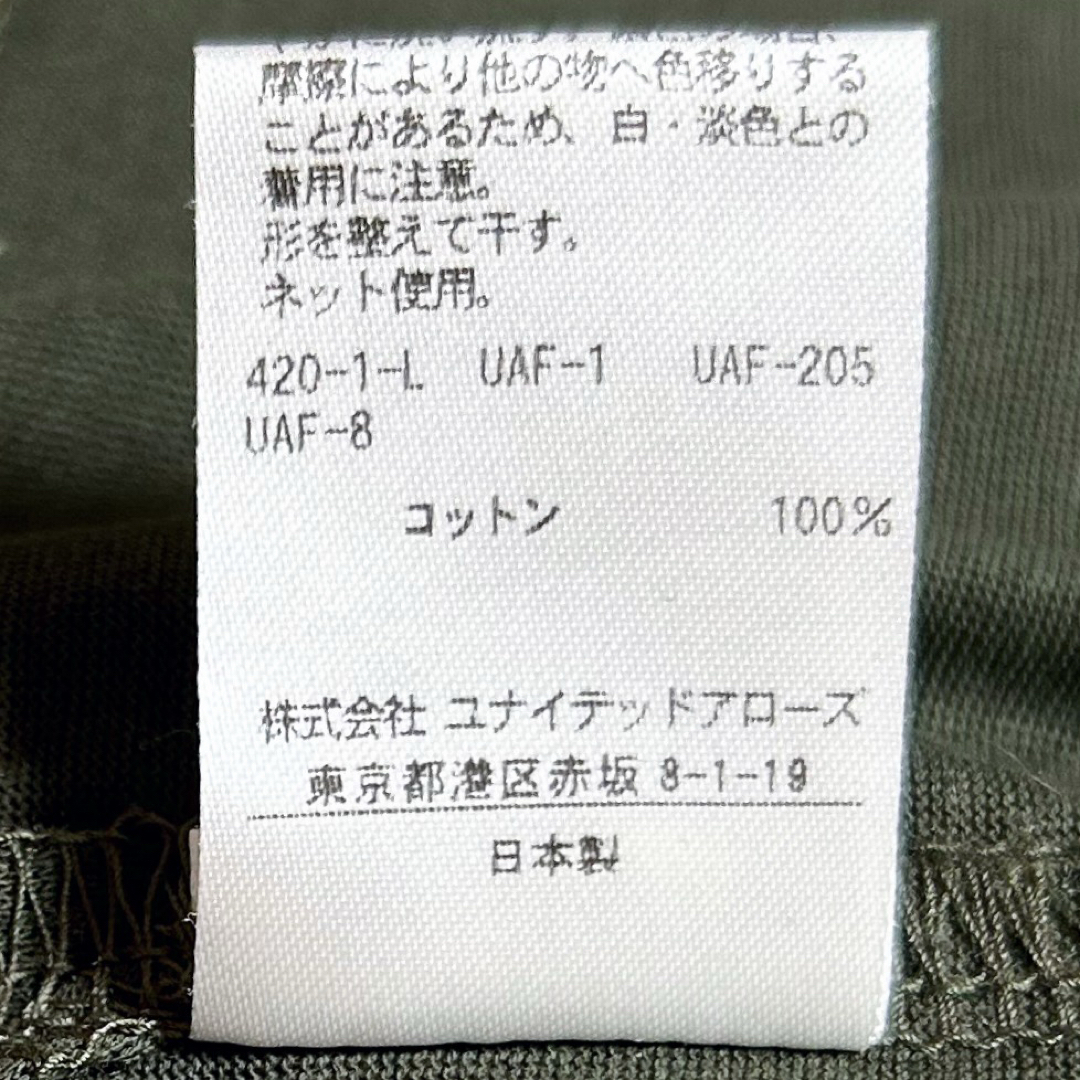 摩擦により他の物へ色移りする
ことがあるため、白・淡色との
着用に注意。
形を整えて干す。
ネット使用。
420-1-L UAF-1 UAF-205
UAF-8
コットン 100%
株式会社 ユナイテッドアローズ
東京都港区赤坂 8-1-19
日本製